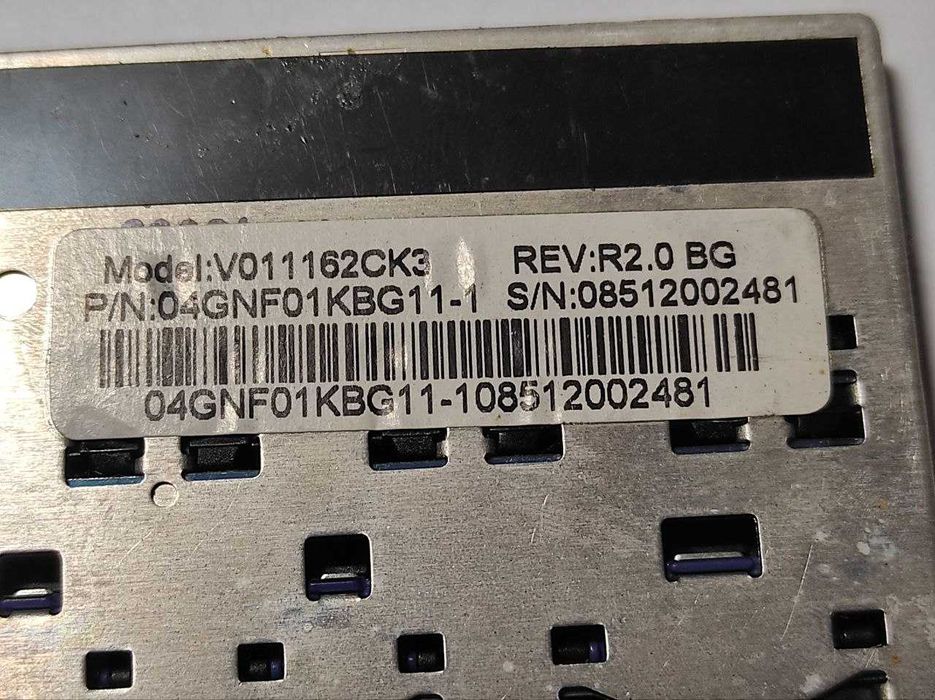 Model:V011162CK3 REV:R2.0 BG
P/N:04GNF01KBG11-1 S/N:08512002481
04GNF01KBG11-108512002481